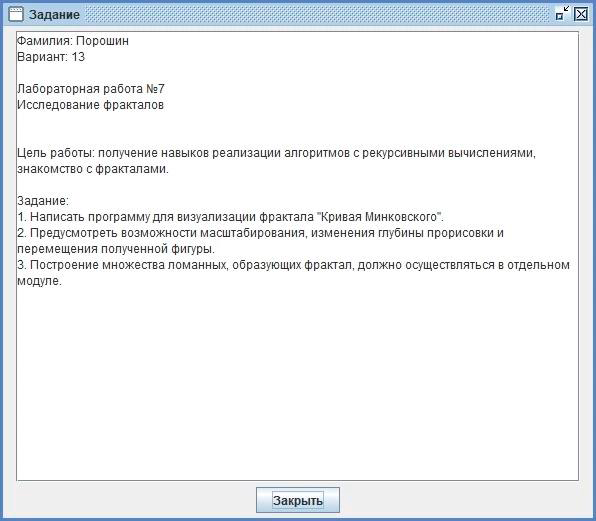 Задание
Фамилия: Порошин
Вариант: 13
Лабораторная работа №7
Исследование фракталов
Цель работы: получение навыков реализации алгоритмов с рекурсивными вычислениями,
знакомство с фракталами.
Задание:
1. Написать программу для визуализации фрактала "Кривая Минковского".
2. Предусмотреть возможности масштабирования, изменения глубины прорисовки и
перемещения полученной фигуры.
3. Построение множества ломанных, образующих фрактал, должно осуществляться в отдельном
модуле.
Закрыть